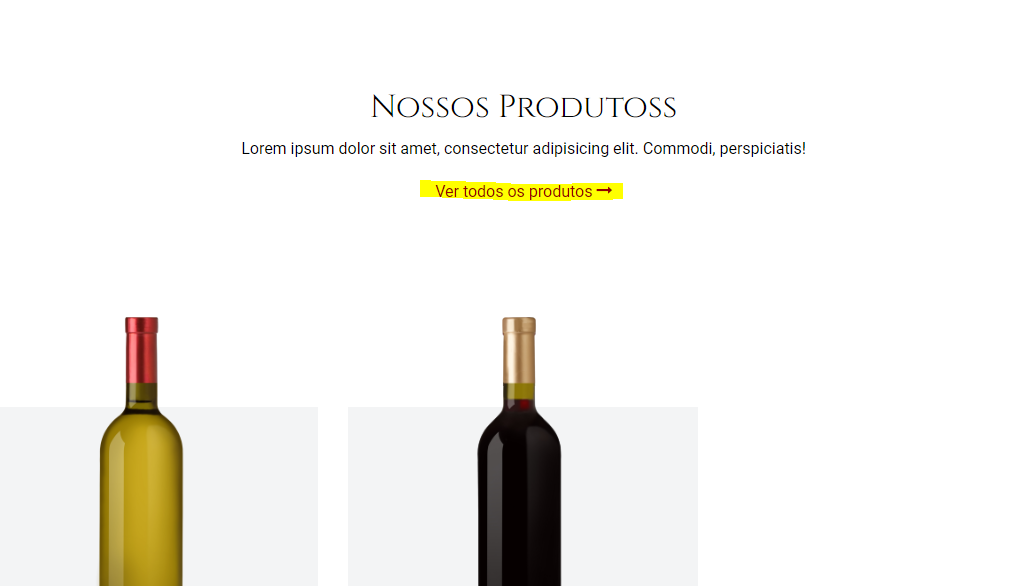 Nossos Produtoss
Lorem ipsum dolor sit amet, consectetur adipisicing elit. Commodi, perspiciatis!
Ver todos os produtos →